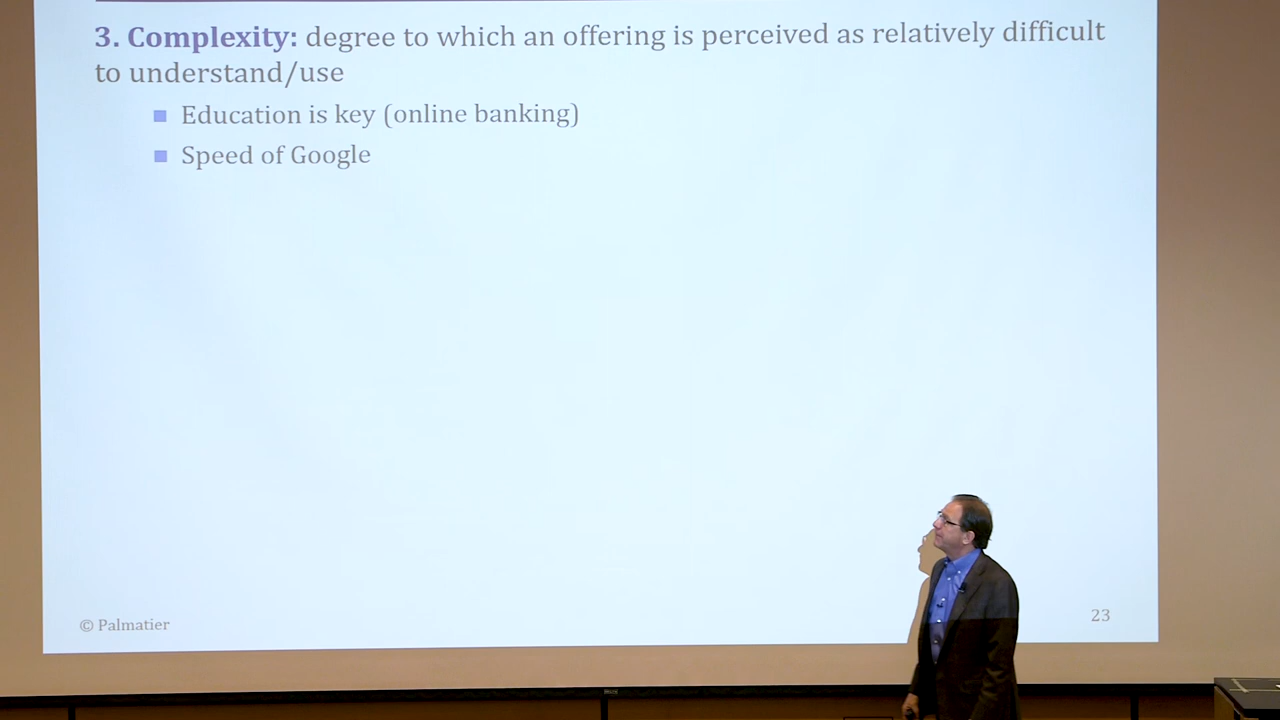 3. Complexity: degree to which an offering is perceived as relatively difficult
to understand/use
Education is key (online banking)
Speed of Google
© Palmatier
23